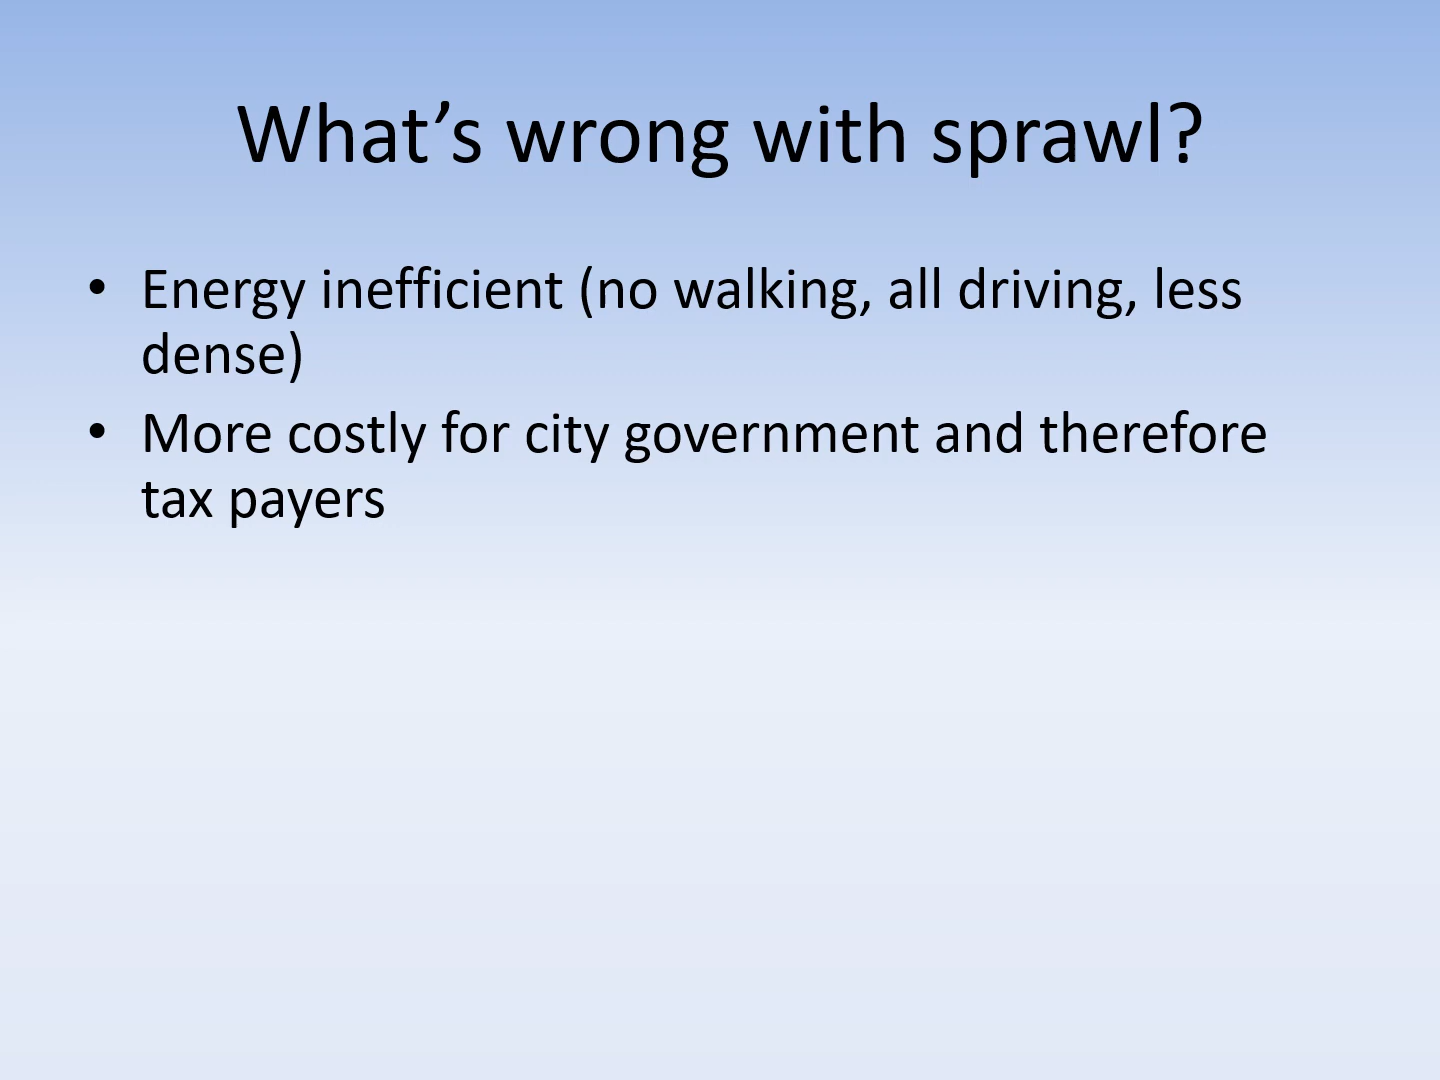 What’s wrong with sprawl?
• Energy inefficient (no walking, all driving, less
dense)
• More costly for city government and therefore
tax payers